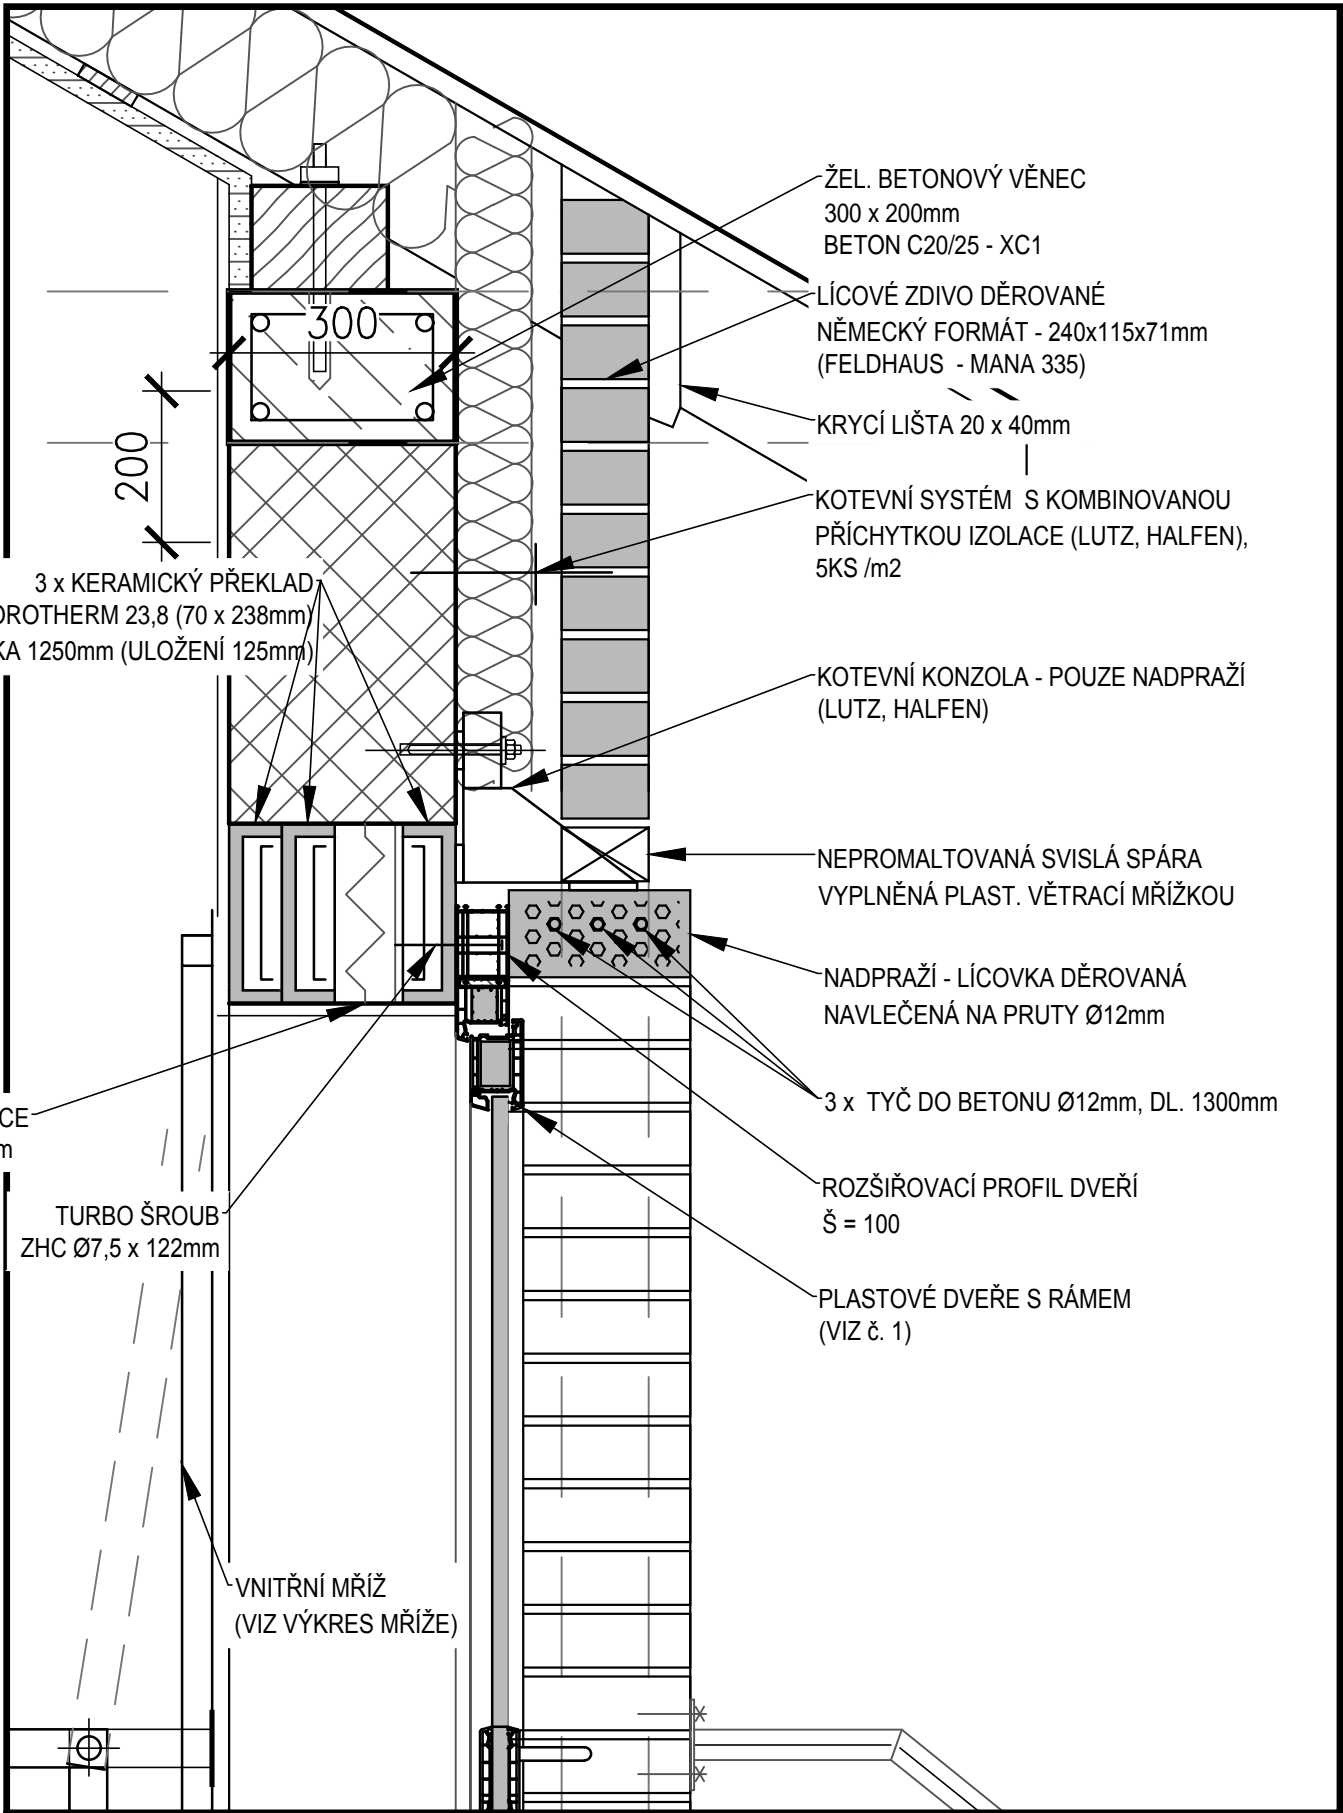 ŽEL. BETONOVÝ VĚNEC
300 x 200mm
BETON C20/25 - XC1
LÍCOVÉ ZDIVO DĚROVANÉ
NĚMECKÝ FORMÁT - 240x115x71mm
(FELDHAUS - MANA 335)
300
KRYCÍ LIŠTA 20 x 40mm
200
KOTEVNÍ SYSTÉM S KOMBINOVANOU
PŘÍCHYTKOU IZOLACE (LUTZ, HALFEN),
5KS /m2
3 x KERAMICKÝ PŘEKLAD
OROTHERM 23,8 (70 x 238mm)
KA 1250mm (ULOŽENÍ 125mm)
KOTEVNÍ KONZOLA - POUZE NADPRAŽÍ
(LUTZ, HALFEN)
NEPROMALTOVANÁ SVISLÁ SPÁRA
VYPLNĚNÁ PLAST. VĚTRACÍ MŘÍŽKOU
NADPRAŽÍ - LÍCOVKA DĚROVANÁ
NAVLEČENÁ NA PRUTY Ø12mm
3 x TYČ DO BETONU Ø12mm, DL. 1300mm
CE
m
TURBO ŠROUB
ZHC Ø7,5 x 122mm
ROZŠIŘOVACÍ PROFIL DVEŘÍ
Š = 100
PLASTOVÉ DVEŘE S RÁMEM
(VIZ č. 1)
VNITŘNÍ MŘÍŽ
(VIZ VÝKRES MŘÍŽE)